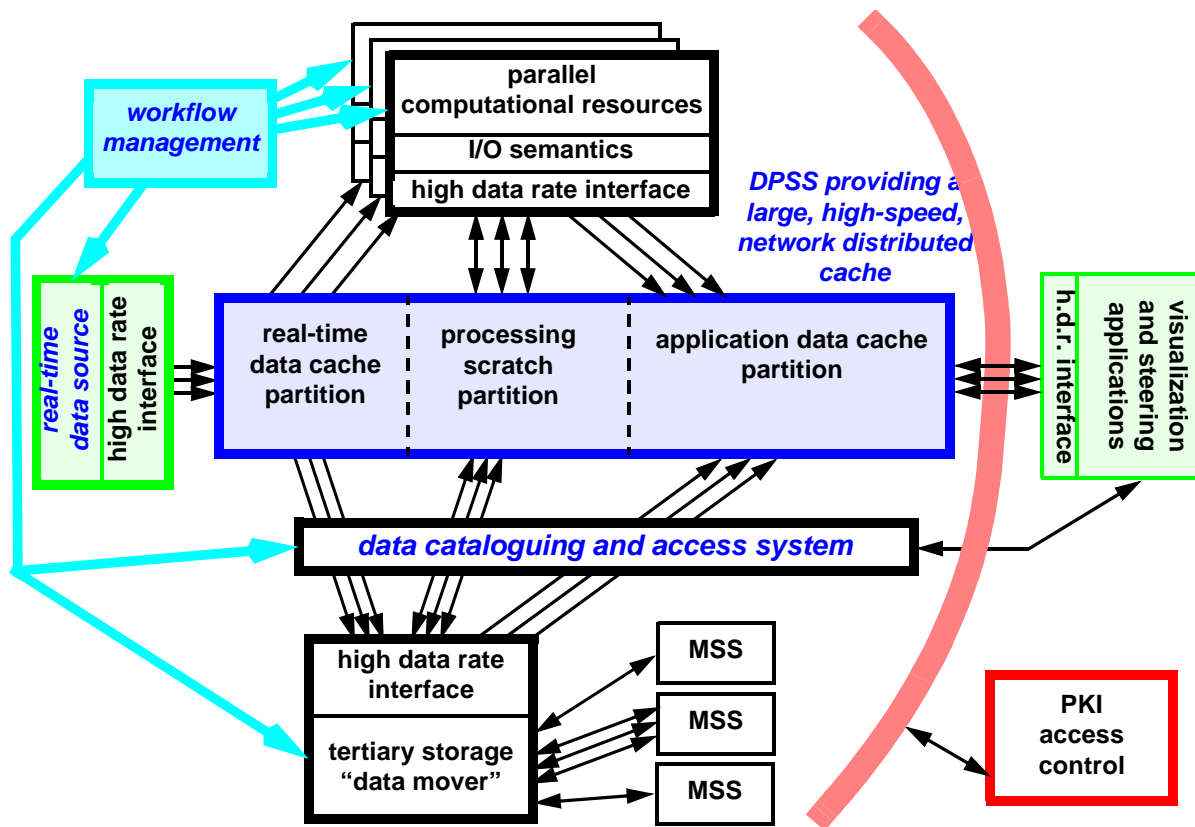 parallel
computational resources
I/O semantics
high data rate interface
workflow
management
DPSS providing a
large, high-speed,
network distributed
cache
real-time
data source
high data rate
interface
real-time
data cache
partition
processing
scratch
partition
application data cache
partition
h.d.r. interface
visualization
and steering
applications
data cataloguing and access system
high data rate
interface
tertiary storage
“data mover”
MSS
MSS
MSS
PKI
access
control